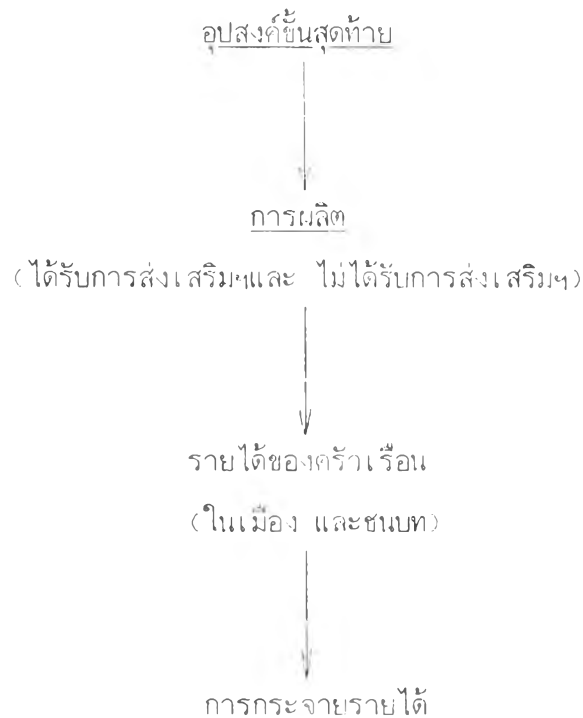 อุปสงค์ขั้นสุดท้าย
การผลิต
(ได้รับการส่งเสริมฯและ ไม่ได้รับการส่งเสริมฯ)
รายได้ของครัวเรือน
(ในเมือง และชนบท)
การกระจายรายได้